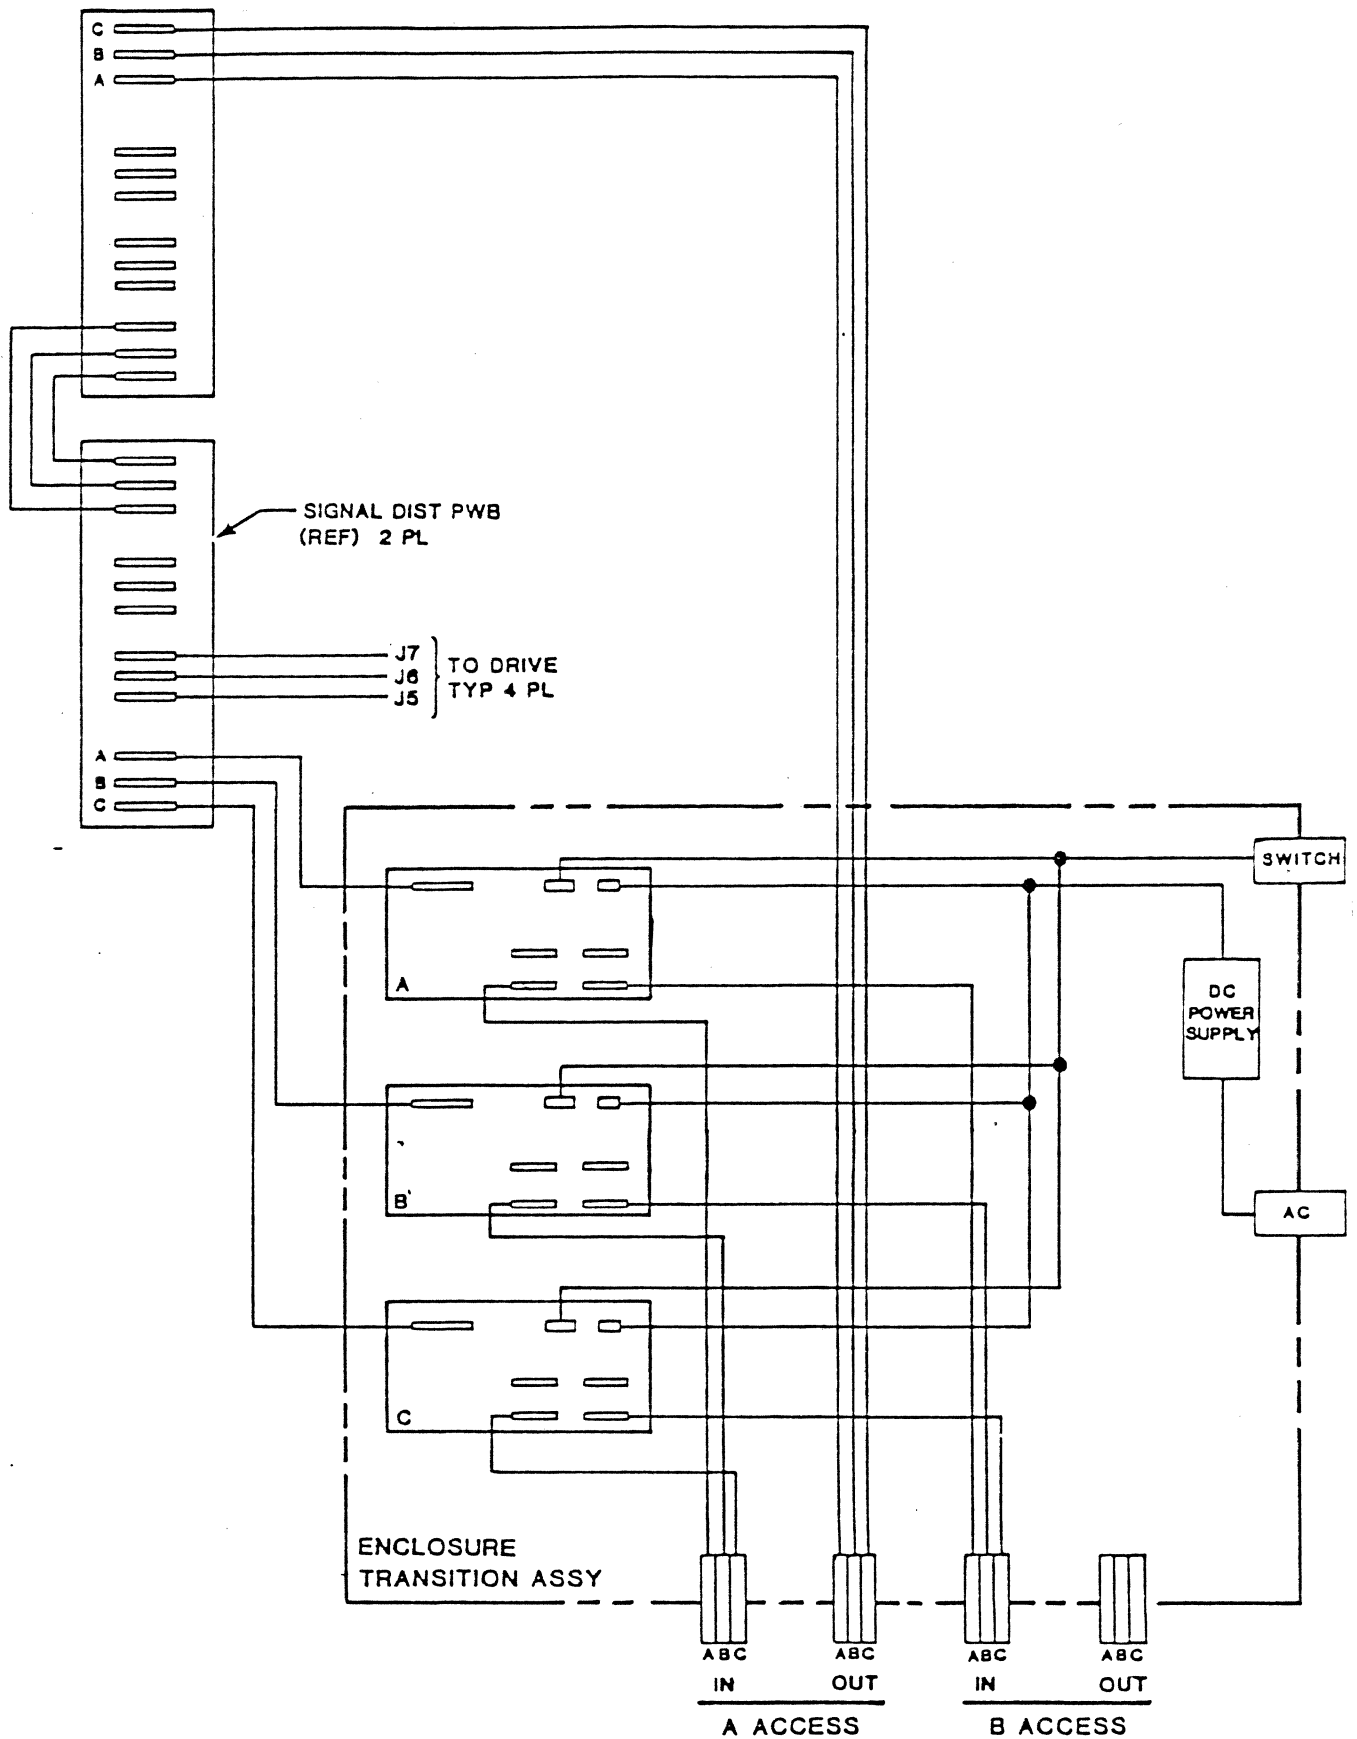 C
B
A
SIGNAL DIST PWB
(REF) 2 PL
J7
J6
J5
TO DRIVE
TYP 4 PL
A
B
C
SWITCH
A
DC
POWER
SUPPLY
B
AC
C
ENCLOSURE
TRANSITION ASSY
ABC
ABC
ABC
ABC
IN
OUT
IN
OUT
A ACCESS
B ACCESS